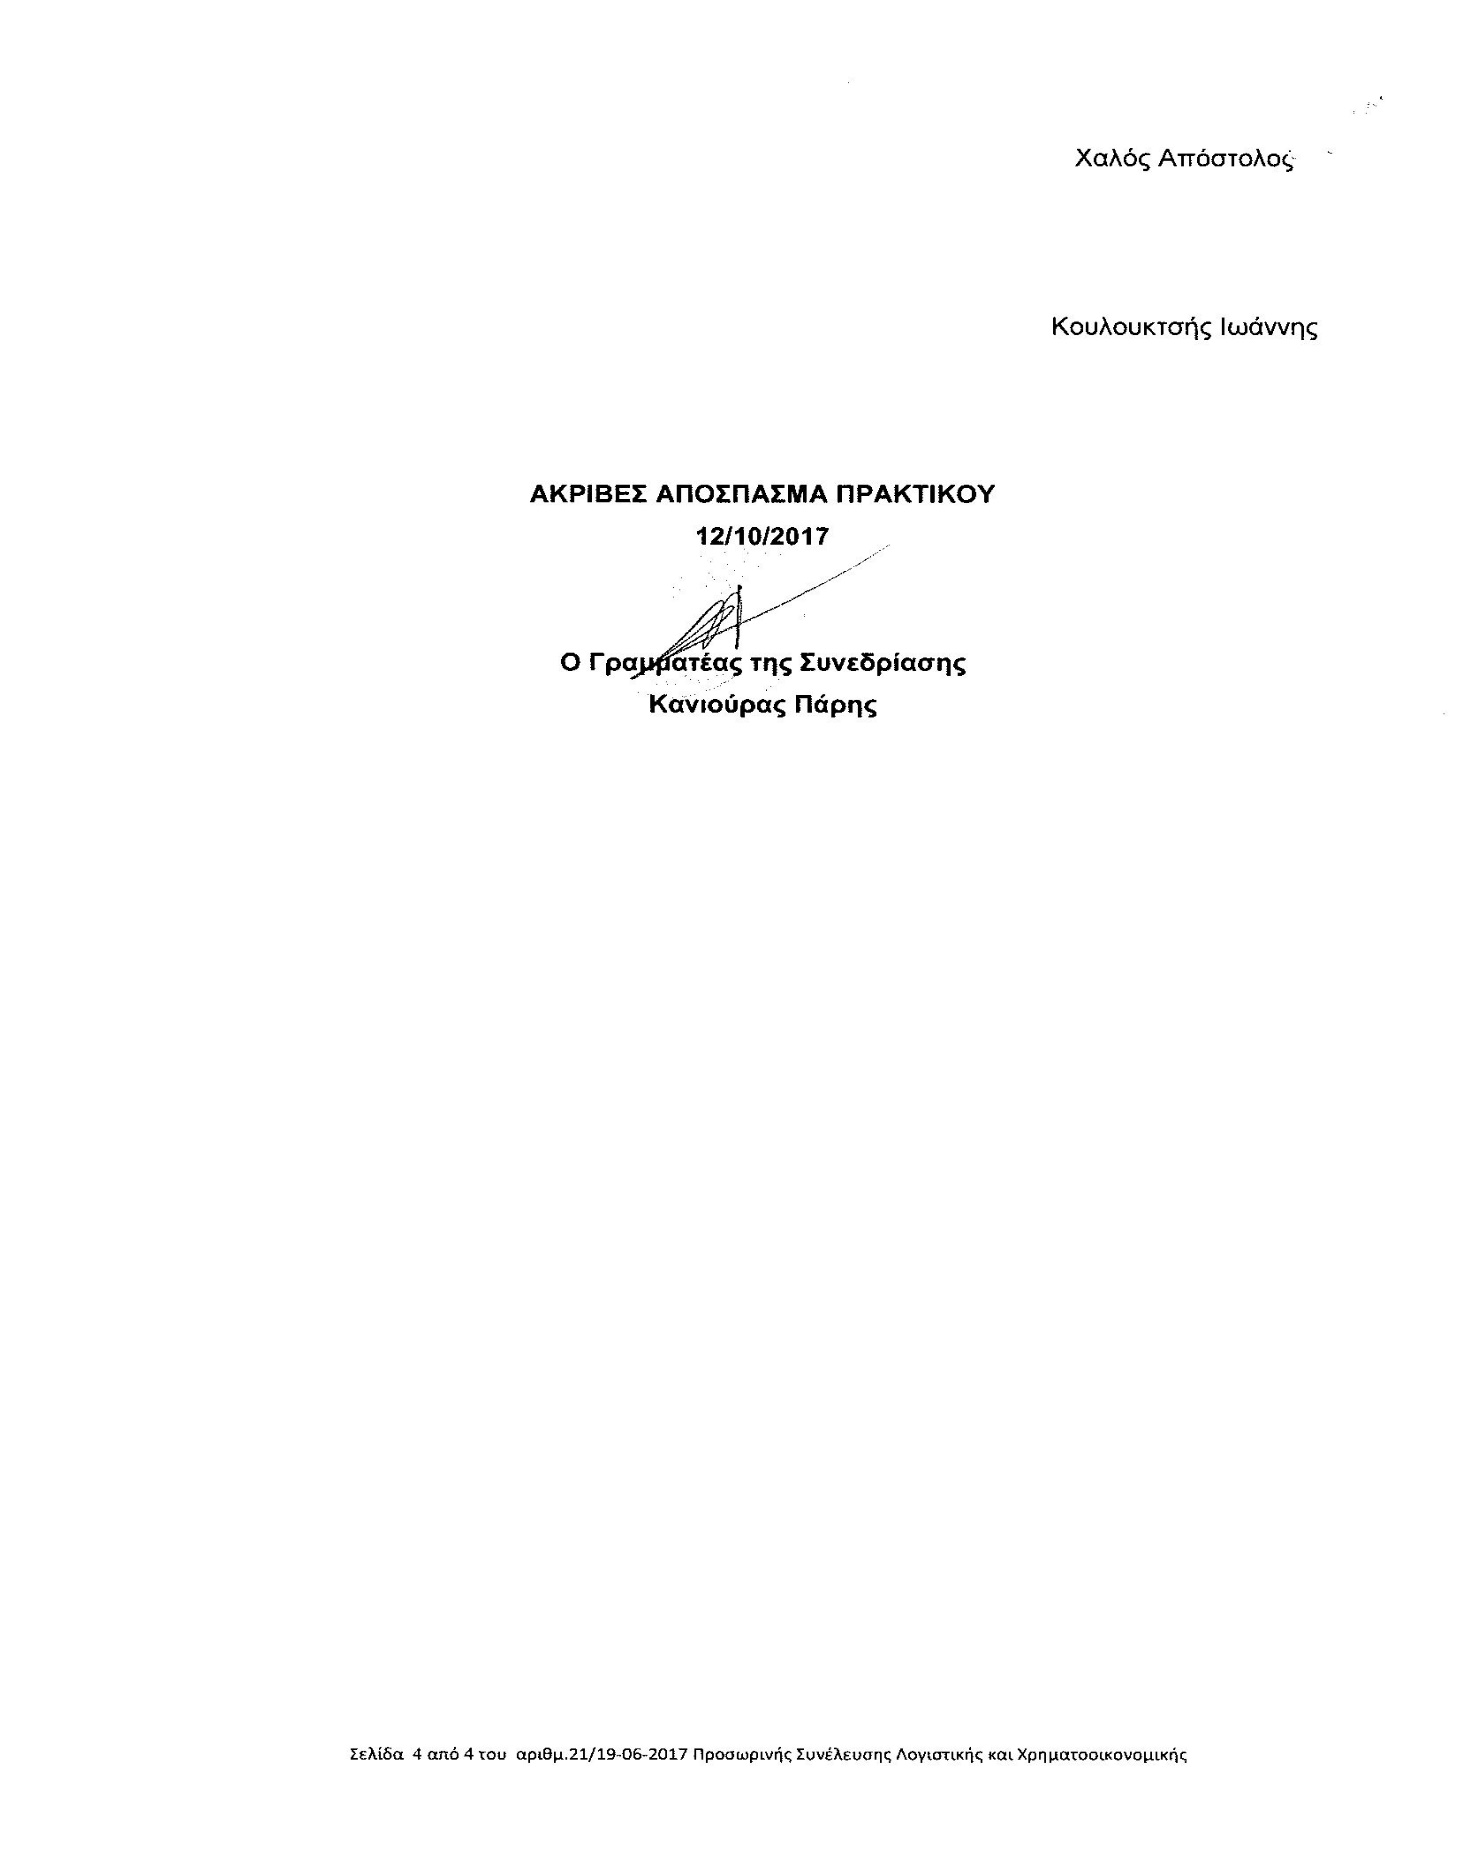 Χαλός Απόστολος
Κουλουκτσής Ιωάννης
ΑΚΡΙΒΕΣ ΑΠΟΣΠΑΣΜΑ ΠΡΑΚΤΙΚΟΥ
12/10/2017
Ο Γραμματέας της Συνεδρίασης
Κανιούρας Πάρης
Σελίδα 4 από 4 του αριθμ.21/19-06-2017 Προσωρινής Συνέλευσης Λογιστικής και Χρηματοοικονομικής